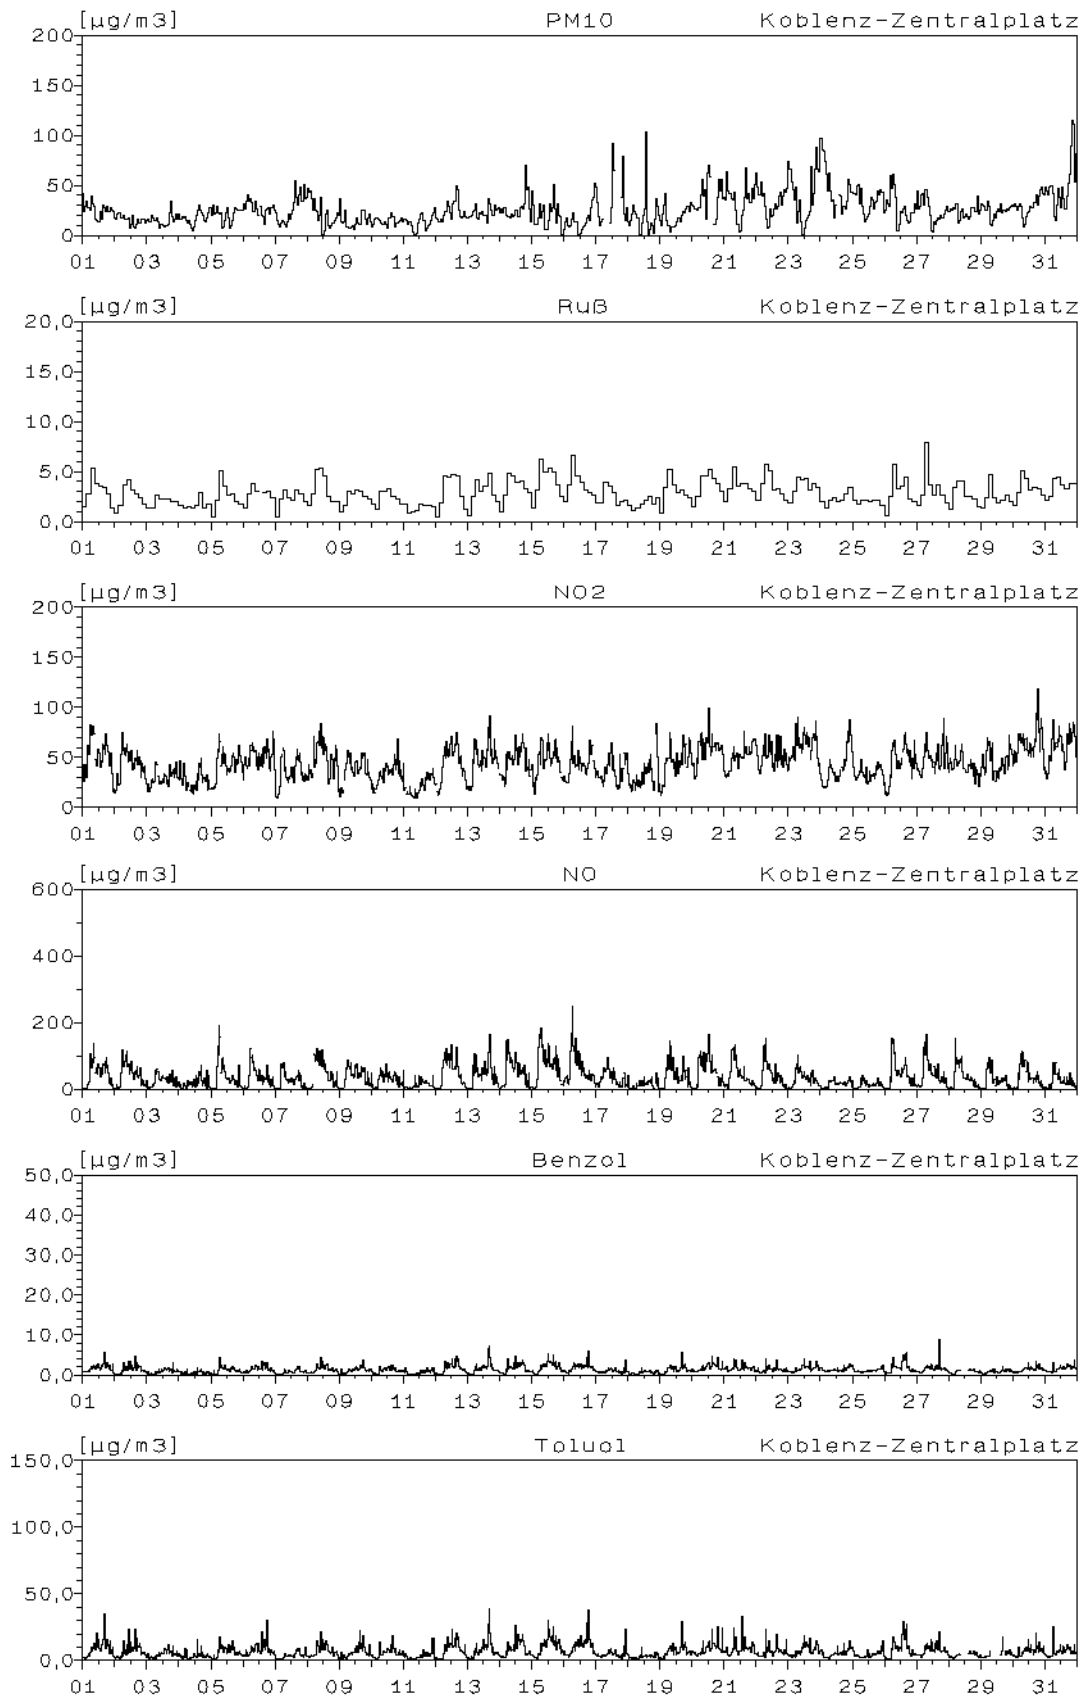 [µg/m3] PM10 Koblenz-Zentralplatz
200
150
100
50
0
01 03 05 07 09 11 13 15 17 19 21 23 25 27 29 31
[µg/m3] Ruß Koblenz-Zentralplatz
20,0
15,0
10,0
5,0
0,0
01 03 05 07 09 11 13 15 17 19 21 23 25 27 29 31
[µg/m3] NO2 Koblenz-Zentralplatz
200
150
100
50
0
01 03 05 07 09 11 13 15 17 19 21 23 25 27 29 31
[µg/m3] NO Koblenz-Zentralplatz
600
400
200
0
01 03 05 07 09 11 13 15 17 19 21 23 25 27 29 31
[µg/m3] Benzol Koblenz-Zentralplatz
50,0
40,0
30,0
20,0
10,0
0,0
01 03 05 07 09 11 13 15 17 19 21 23 25 27 29 31
[µg/m3] Toluol Koblenz-Zentralplatz
150,0
100,0
50,0
0,0
01 03 05 07 09 11 13 15 17 19 21 23 25 27 29 31